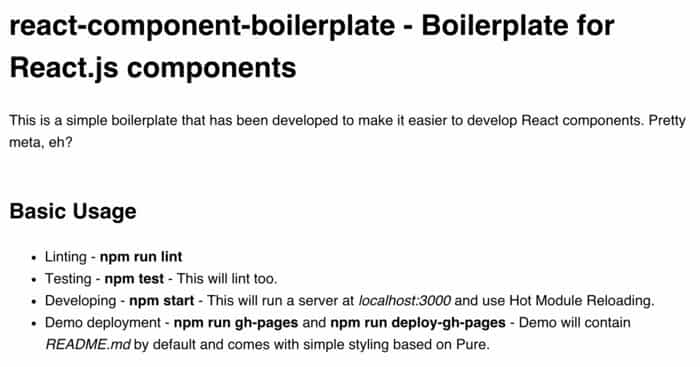 react-component-boilerplate - Boilerplate for
React.js components
This is a simple boilerplate that has been developed to make it easier to develop React components. Pretty
meta, eh?
Basic Usage
• Linting - npm run lint
• Testing - npm test - This will lint too.
• Developing - npm start - This will run a server at localhost:3000 and use Hot Module Reloading.
• Demo deployment - npm run gh-pages and npm run deploy-gh-pages - Demo will contain
README.md by default and comes with simple styling based on Pure.